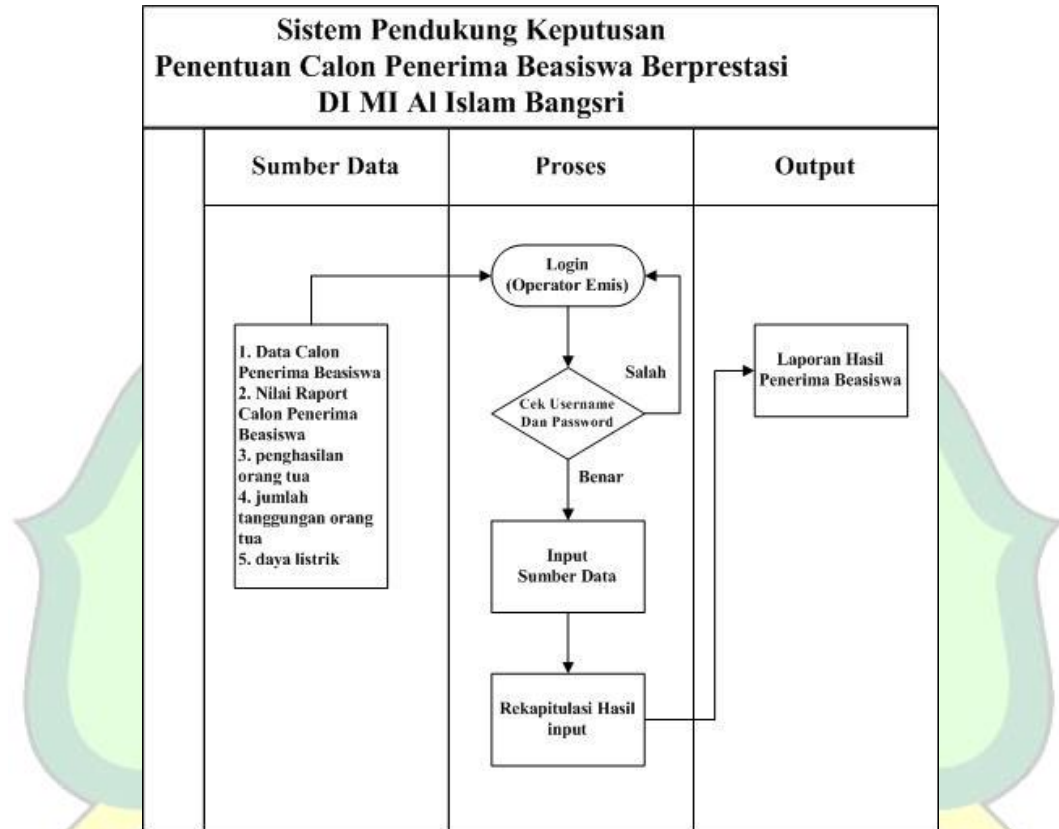 Sistem Pendukung Keputusan
Penentuan Calon Penerima Beasiswa Berprestasi
DI MI Al Islam Bangsri
Sumber Data
Proses
Output
1. Data Calon
Penerima Beasiswa
2. Nilai Raport
Calon Penerima
Beasiswa
3. penghasilan
orang tua
4. jumlah
tanggungan orang
tua
5. daya listrik
Login
(Operator Emis)
Salah
Cek Username
Dan Password
Benar
Input
Sumber Data
Rekapitulasi Hasil
input
Laporan Hasil
Penerima Beasiswa